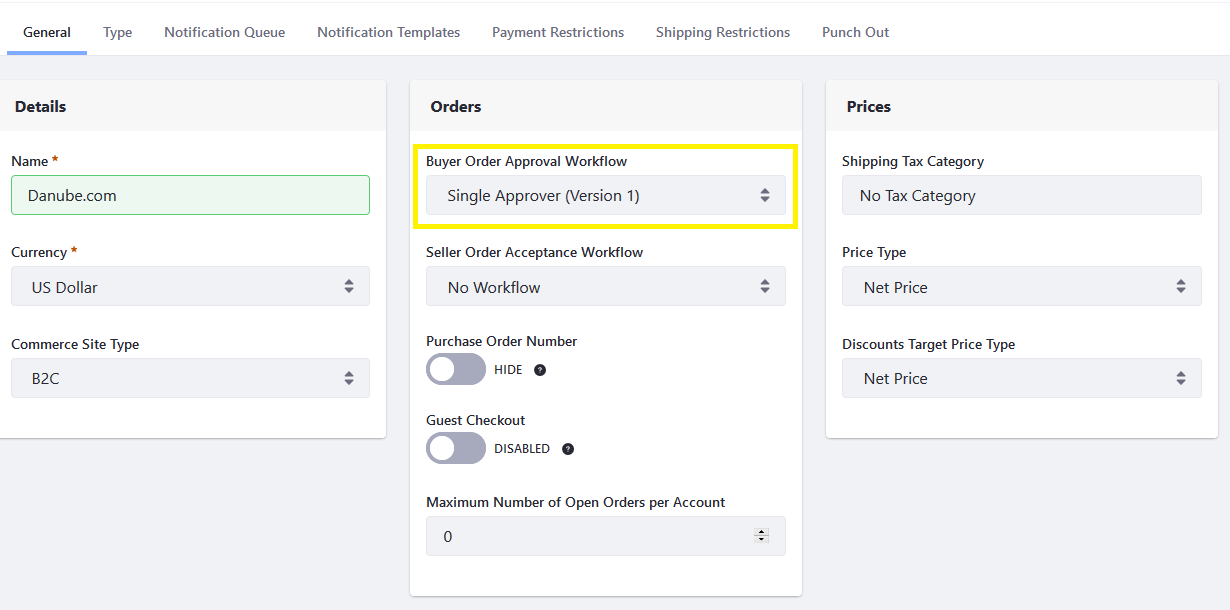 General Type Notification Queue Notification Templates Payment Restrictions Shipping Restrictions Punch Out
Details
Name *
Danube.com
Currency *
US Dollar
Commerce Site Type
B2C
Orders
Buyer Order Approval Workflow
Single Approver (Version 1)
Seller Order Acceptance Workflow
No Workflow
Purchase Order Number
HIDE ?
Guest Checkout
DISABLED ?
Maximum Number of Open Orders per Account
0
Prices
Shipping Tax Category
No Tax Category
Price Type
Net Price
Discounts Target Price Type
Net Price